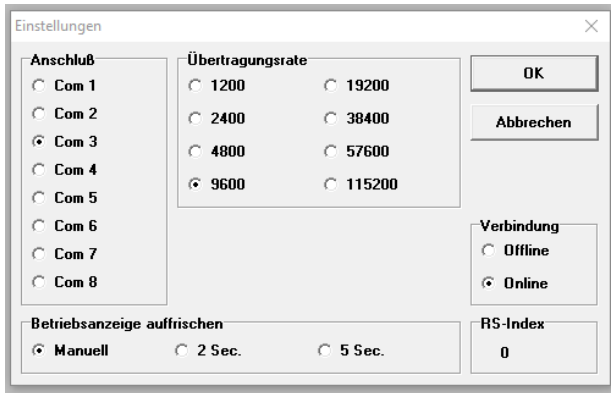 Einstellungen
Anschluß
Com 1
Com 2
Com 3
Com 4
Com 5
Com 6
Com 7
Com 8
Übertragungsrate
1200
2400
4800
9600
19200
38400
57600
115200
OK
Abbrechen
Verbindung
Offline
Online
Betriebsanzeige auffrischen
Manuell
2 Sec.
5 Sec.
RS-Index
0